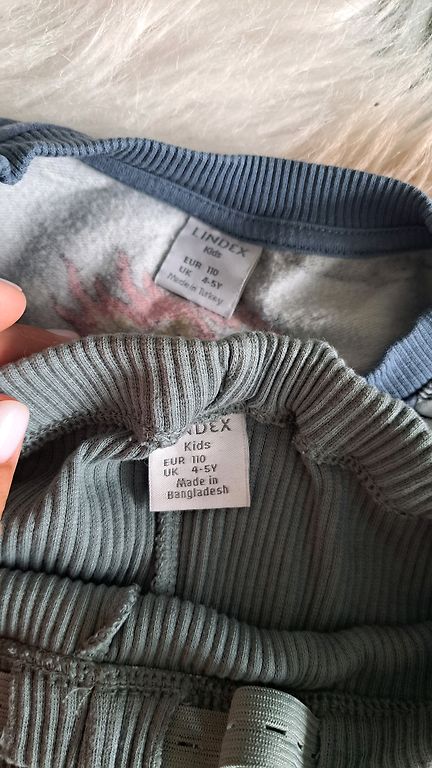 LINDEX
Kids
EUR 110
UK 4-5Y
Made in Turkey
LINDEX
Kids
EUR 110
UK 4-5Y
Made in
Bangladesh